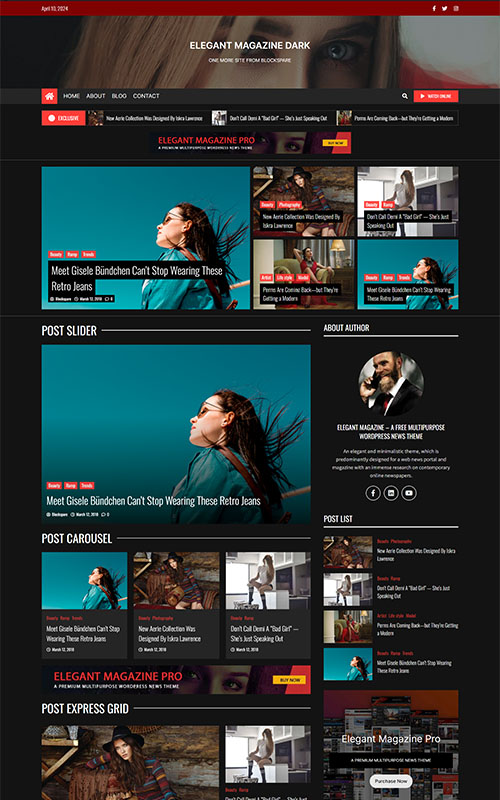 April 10, 2024
ELEGANT MAGAZINE DARK
ONE MORE SITE FROM BLOCKSPARE
HOME ABOUT BLOG CONTACT
WATCH ONLINE
EXCLUSIVE
New Aerie Collection Was Designed By Iskra Lawrence
Don't Call Demi A "Bad Girl" — She's Just Speaking Out
Perms Are Coming Back—but They're Getting a Modern
ELEGANT MAGAZINE PRO
A PREMIUM MULTIPURPOSE WORDPRESS NEWS THEME
BUY NOW
Beauty Ramp Trends
Meet Gisele Bündchen Can't Stop Wearing These
Retro Jeans
Blockspare March 12, 2018 0
Beauty Photography
New Aerie Collection Was Designed By
Iskra Lawrence
Beauty Ramp
Don't Call Demi A "Bad Girl" — She's Just
Speaking Out
Artist Life style Model
Perms Are Coming Back—but They're
Getting a Modern
Beauty Ramp Trends
Meet Gisele Bündchen Can't Stop
Wearing These Retro Jeans
POST SLIDER
Beauty Ramp Trends
Meet Gisele Bündchen Can't Stop Wearing These Retro Jeans
Blockspare March 12, 2018 0
ABOUT AUTHOR
ELEGANT MAGAZINE – A FREE MULTIPURPOSE
WORDPRESS NEWS THEME
An elegant and minimalistic theme, which is
predominantly designed for a web news portal and
magazine with an immense research on contemporary
online newspapers.
POST LIST
Beauty Photography
New Aerie Collection Was Designed By Iskra
Lawrence
Beauty Ramp
Don't Call Demi A "Bad Girl" — She's Just
Speaking Out
Artist Life style Model
Perms Are Coming Back—but They're Getting
a Modern
Beauty Ramp Trends
Meet Gisele Bündchen Can't Stop Wearing
These Retro Jeans
POST CAROUSEL
Beauty Ramp Trends
Meet Gisele Bündchen Can't Stop
Wearing These Retro Jeans
March 12, 2018
Beauty Photography
New Aerie Collection Was
Designed By Iskra Lawrence
March 12, 2018
Beauty Ramp
Don't Call Demi A "Bad Girl" —
She's Just Speaking Out
March 12, 2018
ELEGANT MAGAZINE PRO
A PREMIUM MULTIPURPOSE WORDPRESS NEWS THEME
BUY NOW
POST EXPRESS GRID
Beauty Ramp
Elegant Magazine Pro
A PREMIUM MULTIPURPOSE NEWS THEME
Purchase Now